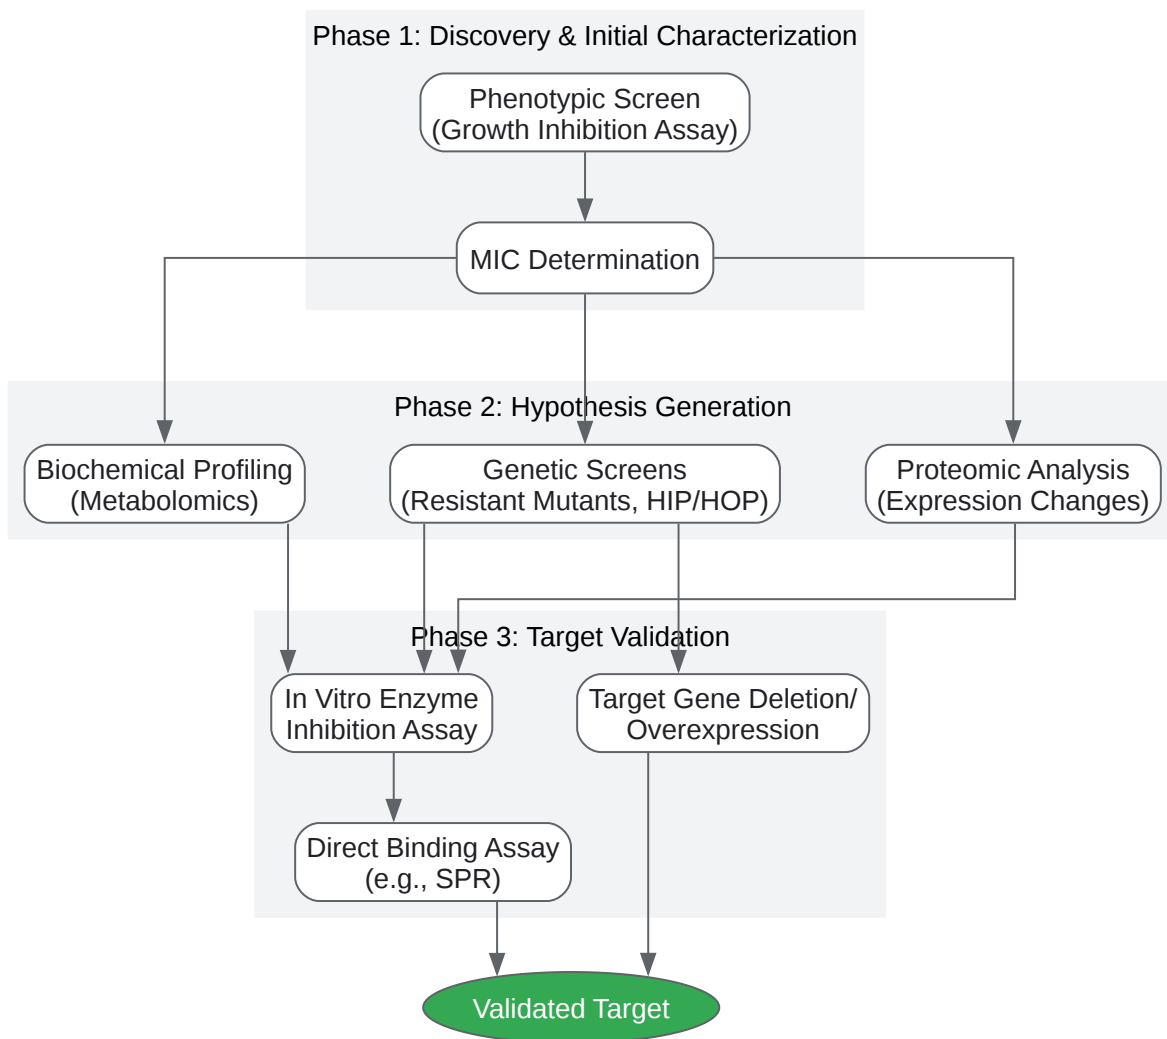 Phase 1: Discovery & Initial Characterization
Phenotypic Screen
(Growth Inhibition Assay)
MIC Determination
Phase 2: Hypothesis Generation
Biochemical Profiling
(Metabolomics)
Genetic Screens
(Resistant Mutants, HIP/HOP)
Proteomic Analysis
(Expression Changes)
Phase 3: Target Validation
In Vitro Enzyme
Inhibition Assay
Target Gene Deletion/
Overexpression
Direct Binding Assay
(e.g., SPR)
Validated Target